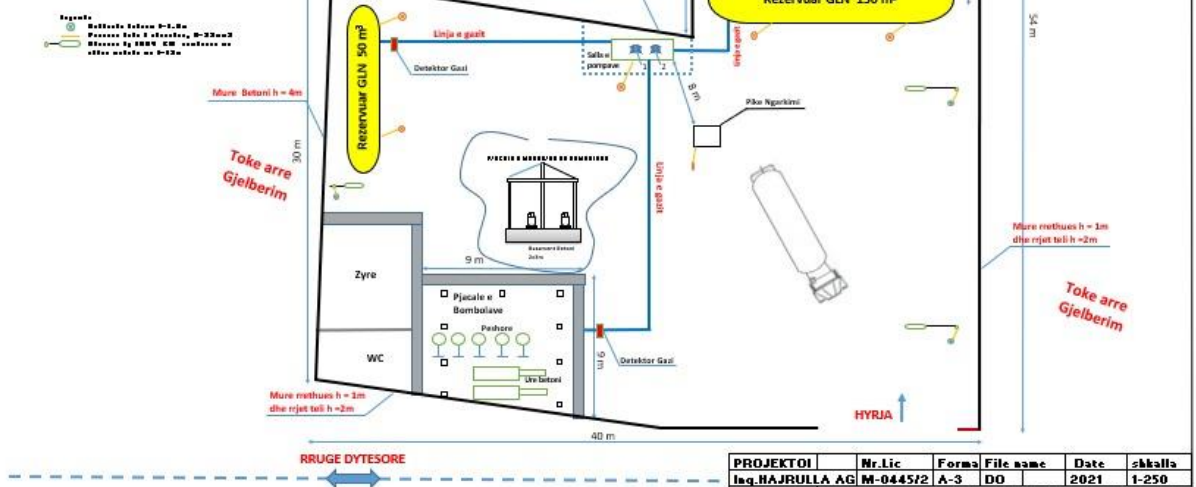 Legenda
Rezervuar GLN 150 m³
54 m
Rezervuar GLN 50 m³
Linja e gazit
Linja e gazit
Salla e
pompave
1 2
Detektor Gazi
Mure Betoni h = 4m
8 m
Pike Ngarkimi
30 m
Toke arre
Gjelberim
Linja e gazit
Basament Betoni
Mure rrethues h = 1m
dhe rrjet teli h =2m
9 m
Zyre
Pjacale e
Bombolave
Peshore
Toke arre
Gjelberim
WC
9 m
Detektor Gazi
Ure betoni
Mure rrethues h = 1m
dhe rrjet teli h =2m
HYRJA
40 m
RRUGE DYTESORE
PROJEKTOI Nr.Lic Forma File name Date shkalla
Ing.HAJRULLA AG M-0445/2 A-3 DO 2021 1-250